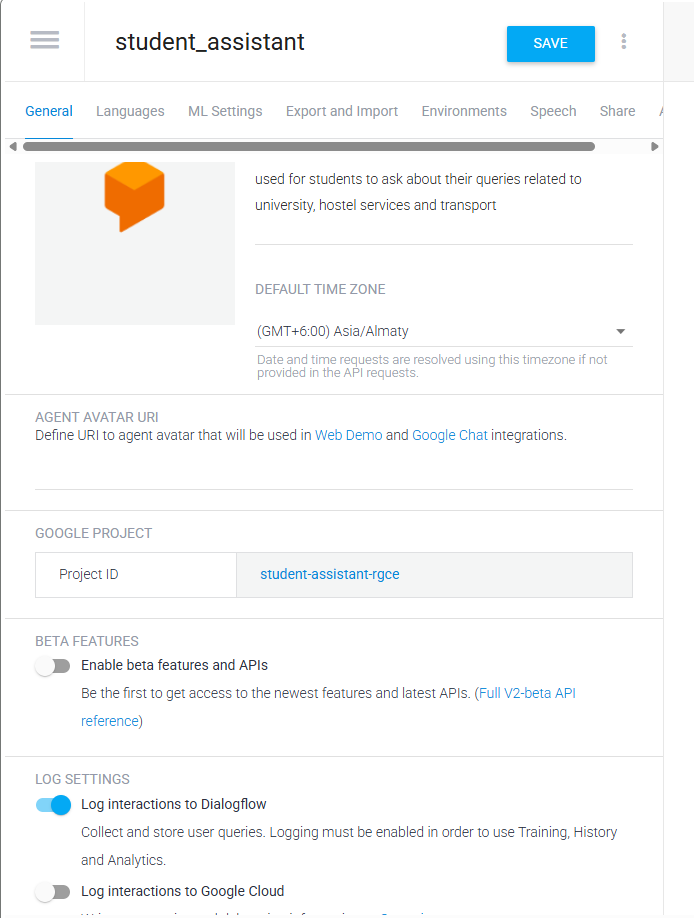 student_assistant
SAVE
General Languages ML Settings Export and Import Environments Speech Share
used for students to ask about their queries related to
university, hostel services and transport
DEFAULT TIME ZONE
(GMT+6:00) Asia/Almaty
Date and time requests are resolved using this timezone if not
provided in the API requests.
AGENT AVATAR URI
Define URI to agent avatar that will be used in Web Demo and Google Chat integrations.
GOOGLE PROJECT
Project ID student-assistant-rgce
BETA FEATURES
Enable beta features and APIs
Be the first to get access to the newest features and latest APIs. (Full V2-beta API
reference)
LOG SETTINGS
Log interactions to Dialogflow
Collect and store user queries. Logging must be enabled in order to use Training, History
and Analytics.
Log interactions to Google Cloud